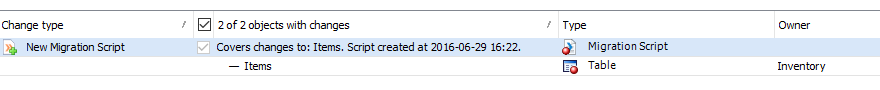 Change type 2 of 2 objects with changes Type Owner
New Migration Script Covers changes to: Items. Script created at 2016-06-29 16:22. Migration Script
— Items Table Inventory